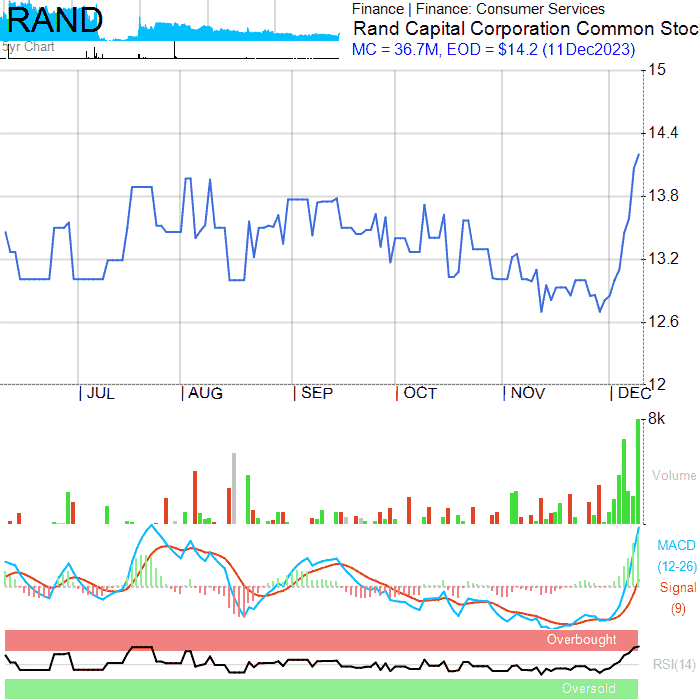 RAND
5yr Chart
Finance | Finance: Consumer Services
Rand Capital Corporation Common Stoc
MC = 36.7M, EOD = $14.2 (11Dec2023)
15
14.4
13.8
13.2
12.6
12
| JUL | AUG | SEP | OCT | NOV | DEC
8k
Volume
MACD
(12-26)
Signal
(9)
Overbought
RSI(14)
Oversold